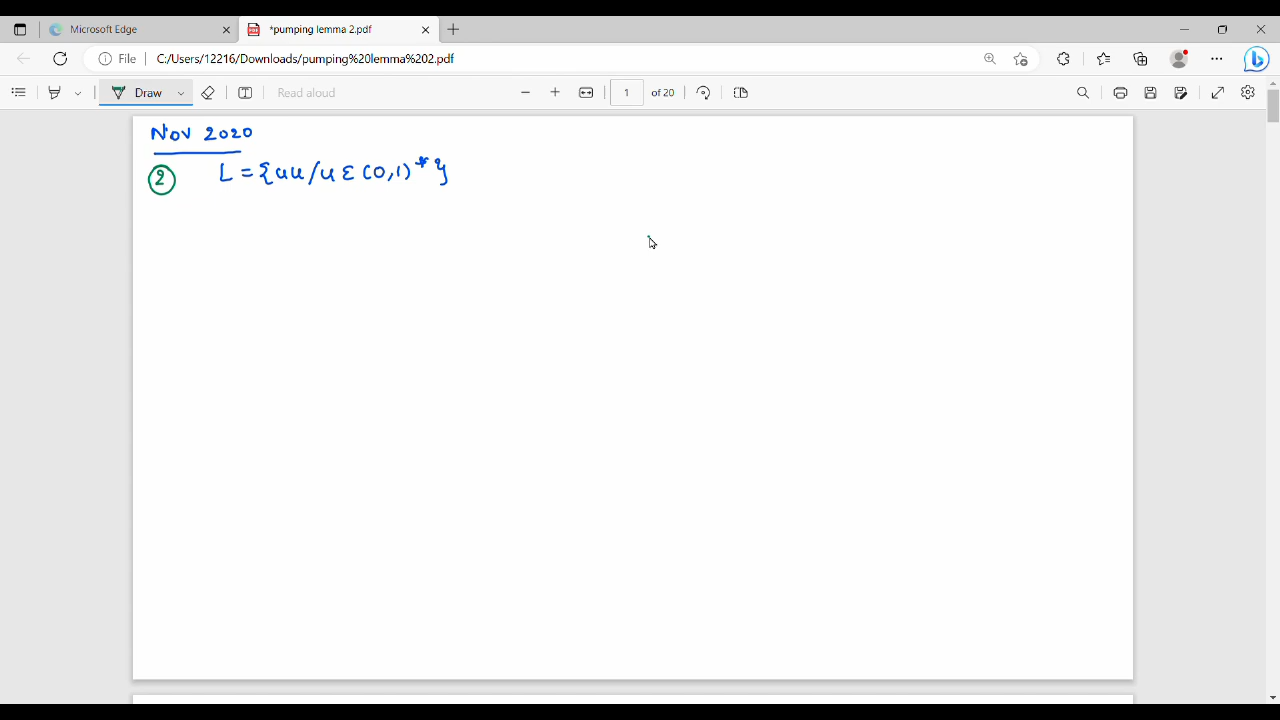 Microsoft Edge
*pumping lemma 2.pdf
File C:/Users/12216/Downloads/pumping%20lemma%202.pdf
Draw Read aloud 1 of 20
Nov 2020
2 L = {uu/u ε (0,1)*}